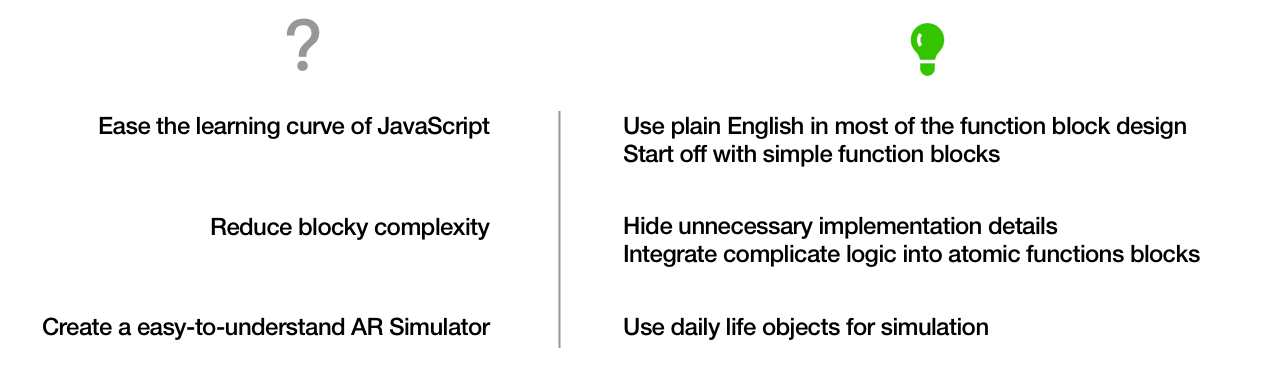 ?
Ease the learning curve of JavaScript
Use plain English in most of the function block design
Start off with simple function blocks
Reduce blocky complexity
Hide unnecessary implementation details
Integrate complicate logic into atomic functions blocks
Create a easy-to-understand AR Simulator
Use daily life objects for simulation